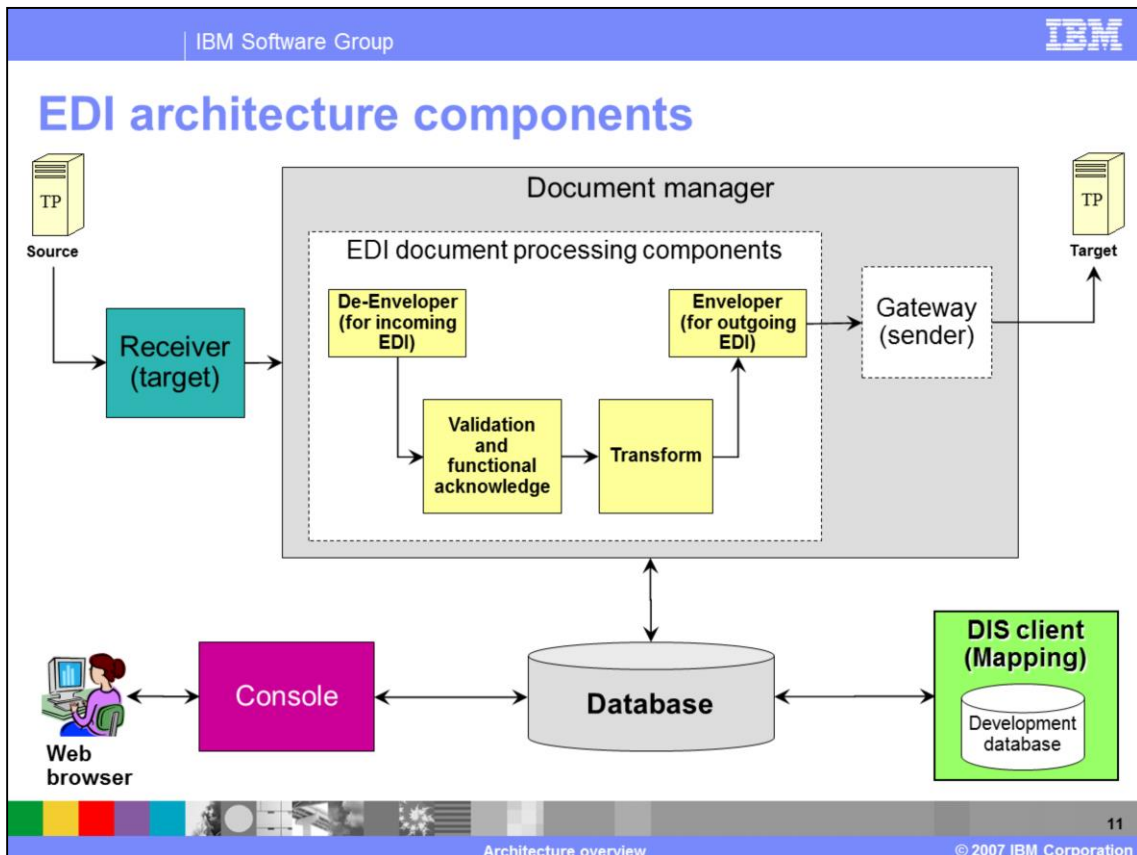 IBM Software Group
IBM
EDI architecture components
TP
Source
Receiver
(target)
Document manager
EDI document processing components
De-Enveloper
(for incoming
EDI)
Validation
and
functional
acknowledge
Transform
Enveloper
(for outgoing
EDI)
Gateway
(sender)
TP
Target
Web
browser
Console
Database
DIS client
(Mapping)
Development
database
11
Architecture overview
© 2007 IBM Corporation